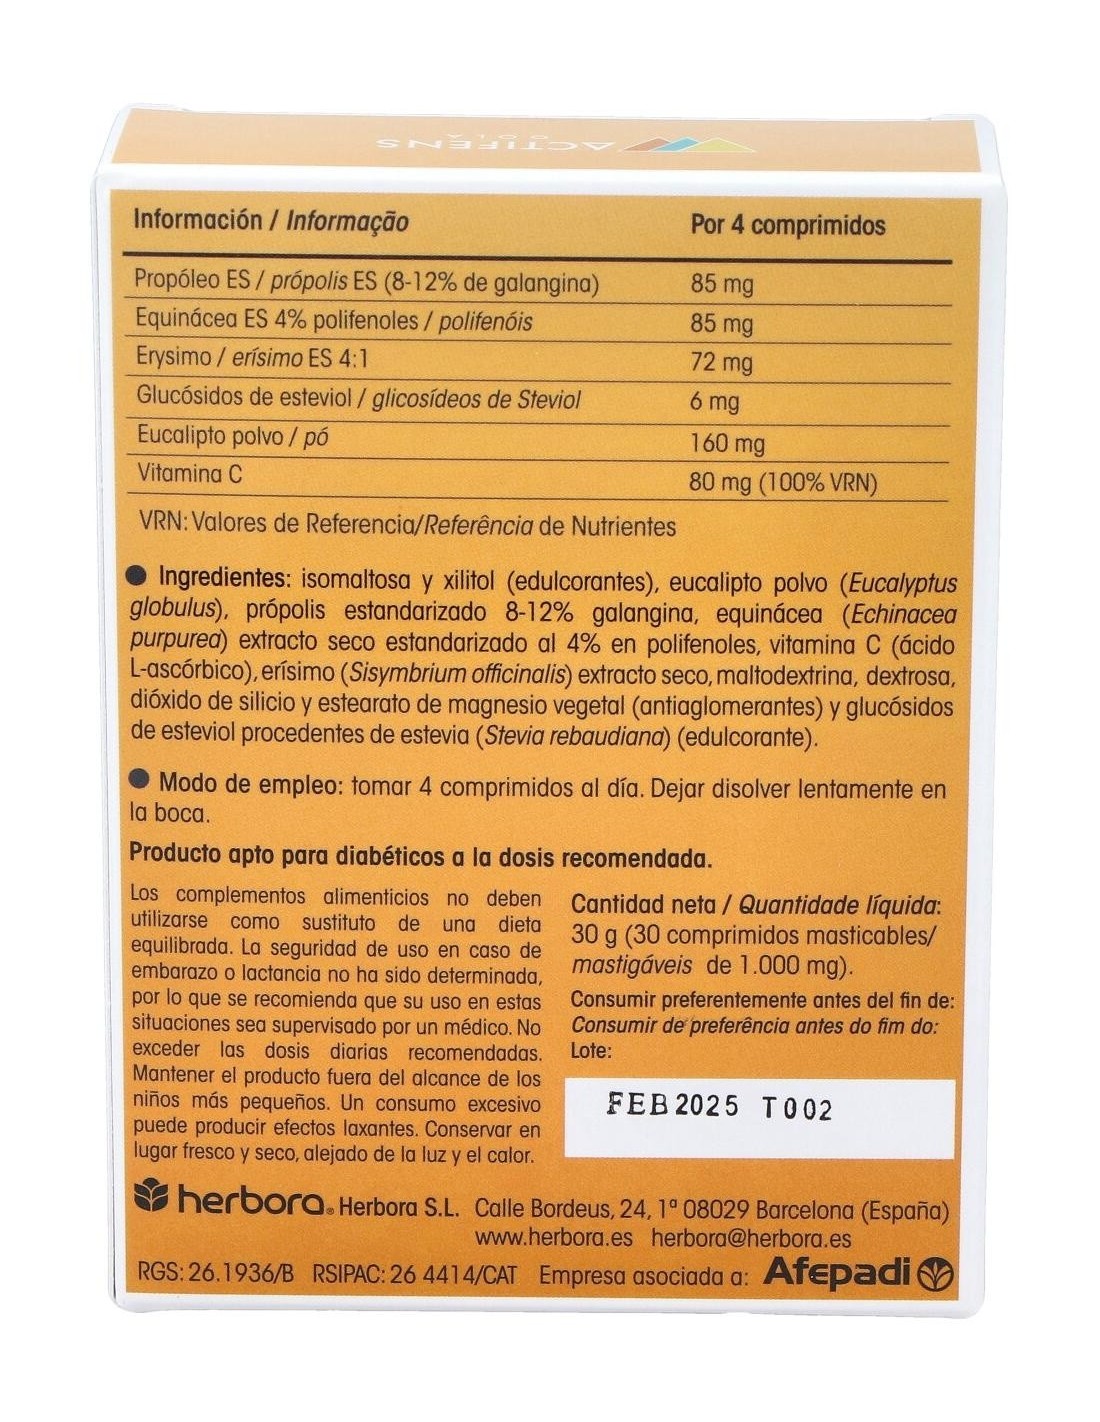 ACTIFENS
GOLA
Información / Informação Por 4 comprimidos
Propóleo ES / própolis ES (8-12% de galangina) 85 mg
Equinácea ES 4% polifenoles / polifenóis 85 mg
Erysimo / erísimo ES 4:1 72 mg
Glucósidos de esteviol / glicosídeos de Steviol 6 mg
Eucalipto polvo / pó 160 mg
Vitamina C 80 mg (100% VRN)
VRN: Valores de Referencia/Referência de Nutrientes
● Ingredientes: isomaltosa y xilitol (edulcorantes), eucalipto polvo (Eucalyptus
globulus), própolis estandarizado 8-12% galangina, equinácea (Echinacea
purpurea) extracto seco estandarizado al 4% en polifenoles, vitamina C (ácido
L-ascórbico), erísimo (Sisymbrium officinalis) extracto seco, maltodextrina, dextrosa,
dióxido de silicio y estearato de magnesio vegetal (antiaglomerantes) y glucósidos
de esteviol procedentes de estevia (Stevia rebaudiana) (edulcorante).
● Modo de empleo: tomar 4 comprimidos al día. Dejar disolver lentamente en
la boca.
Producto apto para diabéticos a la dosis recomendada.
Los complementos alimenticios no deben
utilizarse como sustituto de una dieta
equilibrada. La seguridad de uso en caso de
embarazo o lactancia no ha sido determinada,
por lo que se recomienda que su uso en estas
situaciones sea supervisado por un médico. No
exceder las dosis diarias recomendadas.
Mantener el producto fuera del alcance de los
niños más pequeños. Un consumo excesivo
puede producir efectos laxantes. Conservar en
lugar fresco y seco, alejado de la luz y el calor.
Cantidad neta / Quantidade líquida:
30 g (30 comprimidos masticables/
mastigáveis de 1.000 mg).
Consumir preferentemente antes del fin de:
Consumir de preferência antes do fim do:
Lote:
FEB 2025 T002
herbora® Herbora S.L. Calle Bordeus, 24, 1ª 08029 Barcelona (España)
www.herbora.es herbora@herbora.es
RGS: 26.1936/B RSIPAC: 26 4414/CAT Empresa asociada a: Afepadi